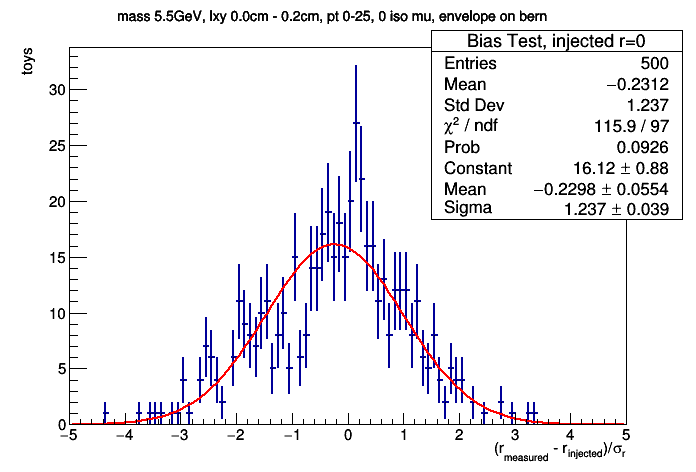 mass 5.5GeV, lxy 0.0cm - 0.2cm, pt 0-25, 0 iso mu, envelope on bern
Bias Test, injected r=0
Entries 500
Mean −0.2312
Std Dev 1.237
χ² / ndf 115.9 / 97
Prob 0.0926
Constant 16.12 ± 0.88
Mean −0.2298 ± 0.0554
Sigma 1.237 ± 0.039
toys
30
25
20
15
10
5
0
−5 −4 −3 −2 −1 0 1 2 3 4 5
(r_measured - r_injected)/σ_r